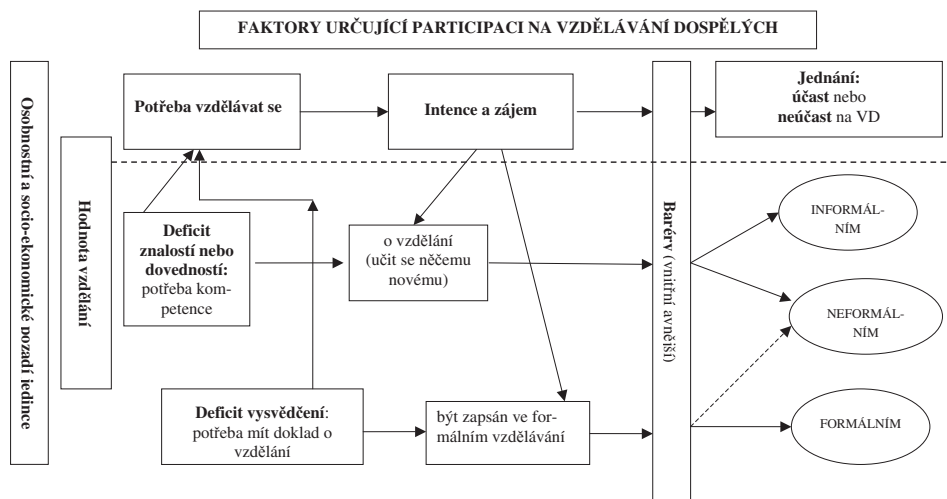 FAKTORY URČUJÍCÍ PARTICIPACI NA VZDĚLÁVÁNÍ DOSPĚLÝCH
Osobnostní a socio-ekonomické pozadí jedince
Hodnota vzdělání
Potřeba vzdělávat se
Intence a zájem
Jednání:
účast nebo
neúčast na VD
Deficit
znalostí nebo
dovedností:
potřeba kom-
petence
o vzdělání
(učit se něčemu
novému)
Baréry (vnitřní avnější)
INFORMÁL-
NÍM
NEFORMÁL-
NÍM
Deficit vysvědčení:
potřeba mít doklad o
vzdělání
být zapsán ve for-
málním vzdělávání
FORMÁLNÍM